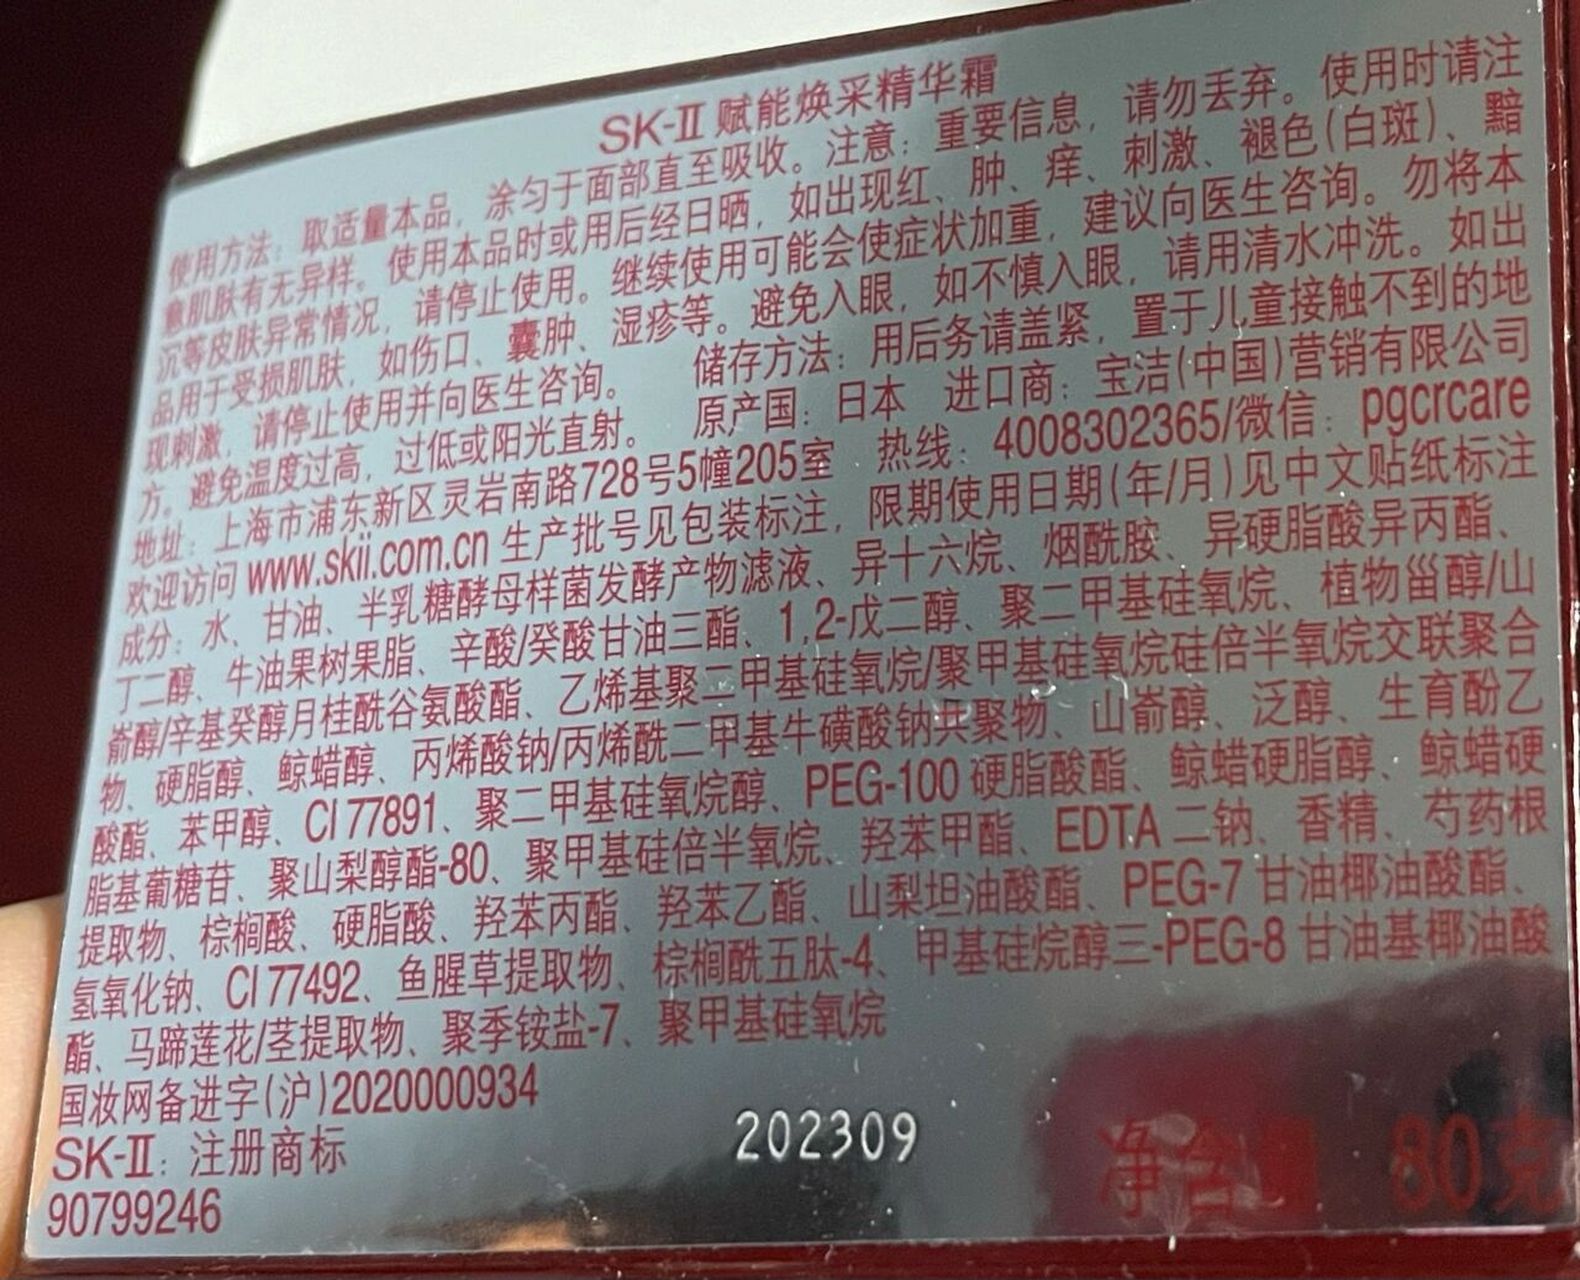 SK-II 赋能焕采精华霜
使用方法：取适量本品，涂匀于面部直至吸收。注意：重要信息，请勿丢弃。使用时请注
意肌肤有无异样。使用本品时或用后经日晒，如出现红、肿、痒、刺激、褪色(白斑)、黯
沉等皮肤异常情况，请停止使用。继续使用可能会使症状加重，建议向医生咨询。勿将本
品用于受损肌肤，如伤口、囊肿、湿疹等。避免入眼，如不慎入眼，请用清水冲洗。如出
现刺激，请停止使用并向医生咨询。 储存方法：用后务请盖紧，置于儿童接触不到的地
方。避免温度过高，过低或阳光直射。 原产国：日本 进口商：宝洁(中国)营销有限公司
地址：上海市浦东新区灵岩南路728号5幢205室 热线：4008302365/微信：pgcrcare
欢迎访问 www.skii.com.cn 生产批号见包装标注，限期使用日期(年/月)见中文贴纸标注
成分：水、甘油、半乳糖酵母样菌发酵产物滤液、异十六烷、烟酰胺、异硬脂酸异丙酯、
丁二醇、牛油果树果脂、辛酸/癸酸甘油三酯、1,2-戊二醇、聚二甲基硅氧烷、植物甾醇/山
嵛醇/辛基癸醇月桂酰谷氨酸酯、乙烯基聚二甲基硅氧烷/聚甲基硅氧烷硅倍半氧烷交联聚合
物、硬脂醇、鲸蜡醇、丙烯酸钠/丙烯酰二甲基牛磺酸钠共聚物、山嵛醇、泛醇、生育酚乙
酸酯、苯甲醇、CI 77891、聚二甲基硅氧烷醇、PEG-100 硬脂酸酯、鲸蜡硬脂醇、鲸蜡硬
脂基葡糖苷、聚山梨醇酯-80、聚甲基硅倍半氧烷、羟苯甲酯、EDTA 二钠、香精、芍药根
提取物、棕榈酸、硬脂酸、羟苯丙酯、羟苯乙酯、山梨坦油酸酯、PEG-7 甘油椰油酸酯、
氢氧化钠、CI 77492、鱼腥草提取物、棕榈酰五肽-4、甲基硅烷醇三-PEG-8 甘油基椰油酸
酯、马蹄莲花/茎提取物、聚季铵盐-7、聚甲基硅氧烷
国妆网备进字(沪)2020000934
SK-II：注册商标
90799246
202309
净含量 80克